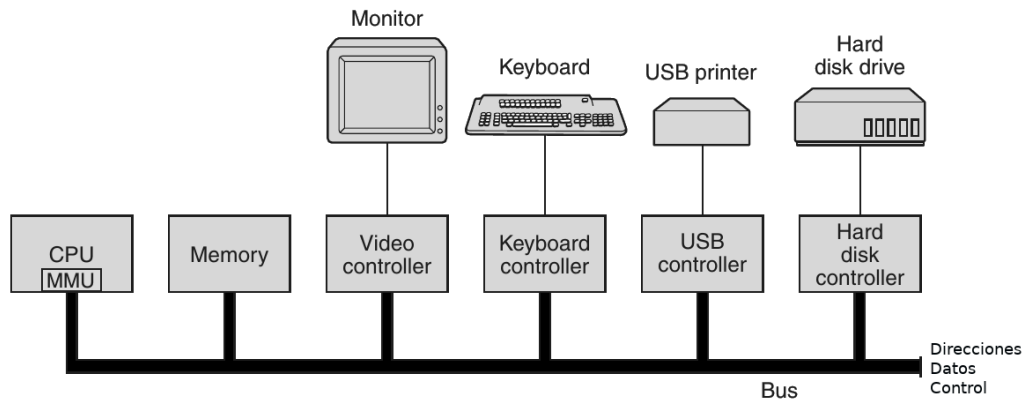 Monitor
Keyboard
USB printer
Hard
disk drive
CPU
MMU
Memory
Video
controller
Keyboard
controller
USB
controller
Hard
disk
controller
Bus
Direcciones
Datos
Control